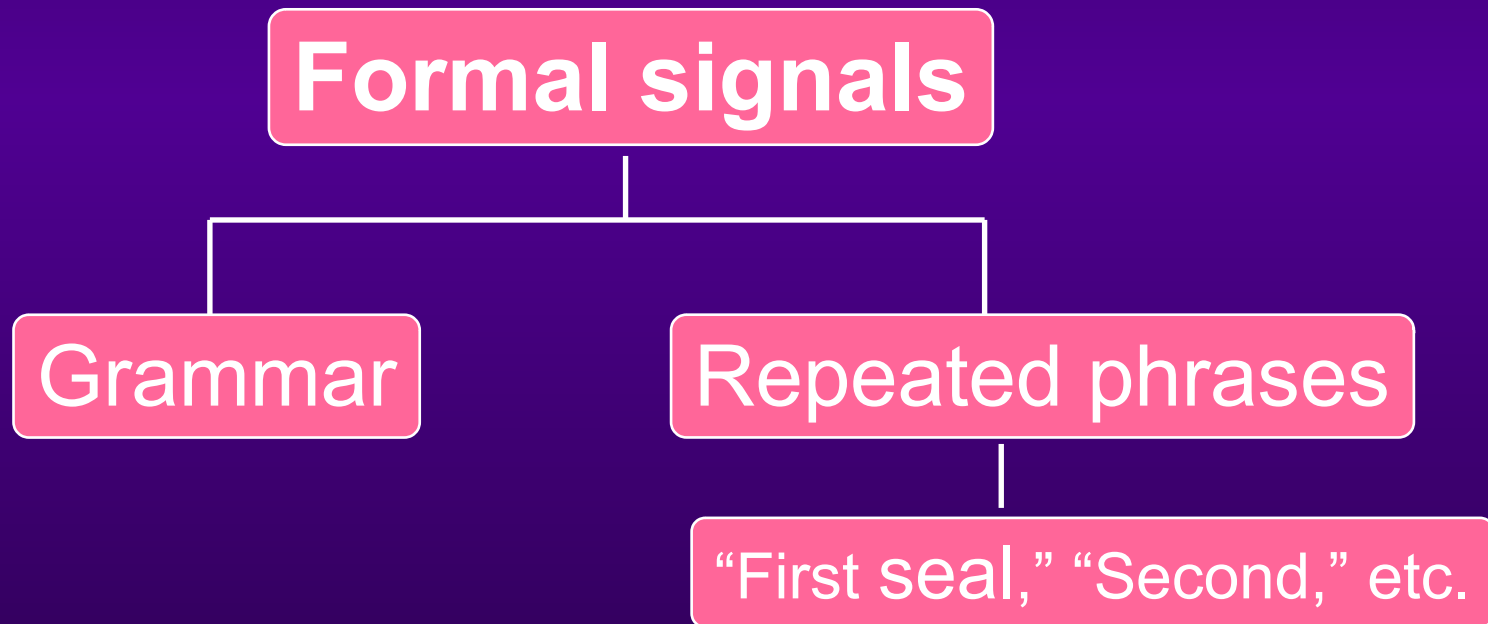 Formal signals
Grammar
Repeated phrases
“First seal,” “Second,” etc.